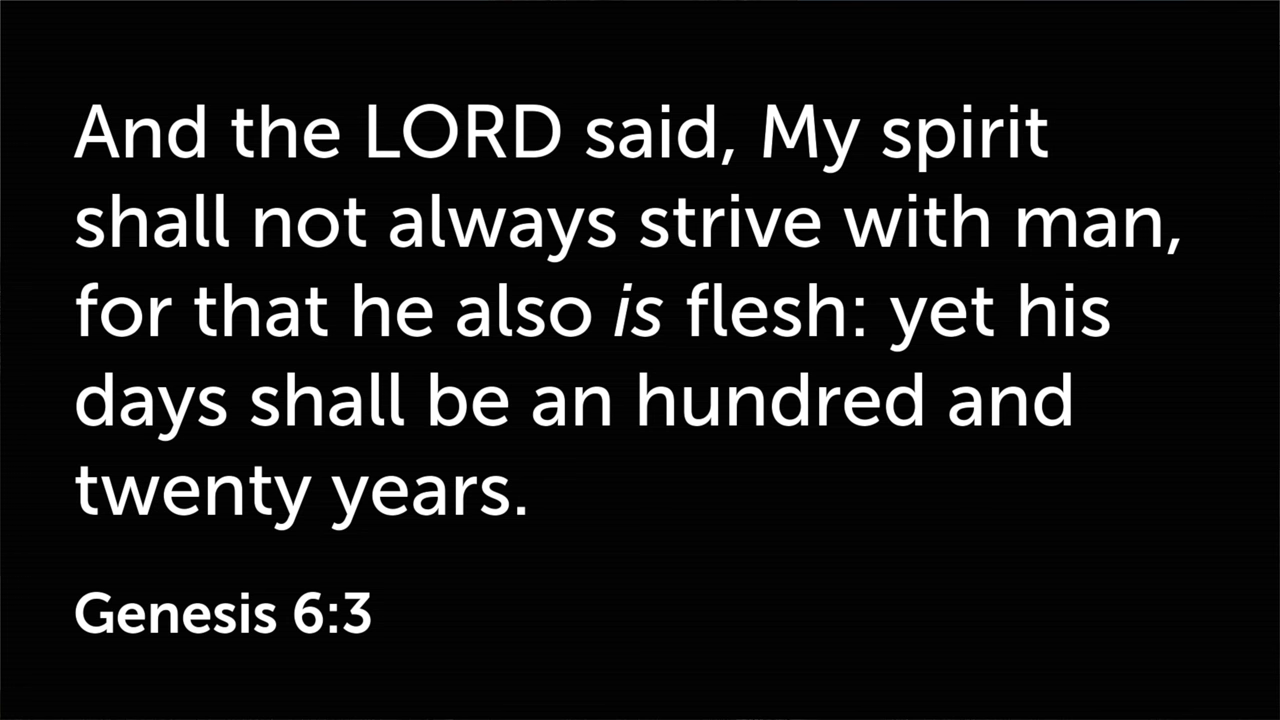 And the LORD said, My spirit
shall not always strive with man,
for that he also is flesh: yet his
days shall be an hundred and
twenty years.
Genesis 6:3